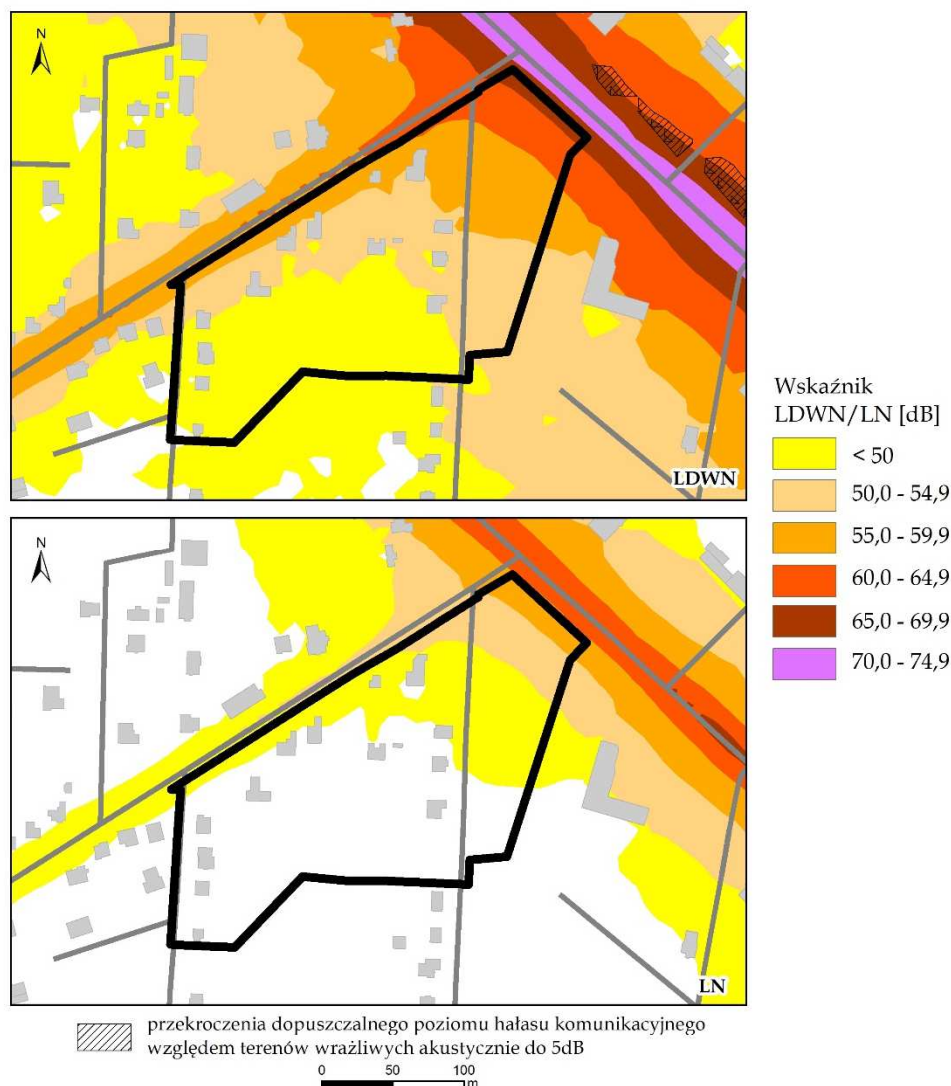 N
LDWN
Wskaźnik
LDWN/LN [dB]
< 50
50,0 - 54,9
55,0 - 59,9
60,0 - 64,9
65,0 - 69,9
70,0 - 74,9
N
LN
przekroczenia dopuszczalnego poziomu hałasu komunikacyjnego
względem terenów wrażliwych akustycznie do 5dB
0 50 100
m